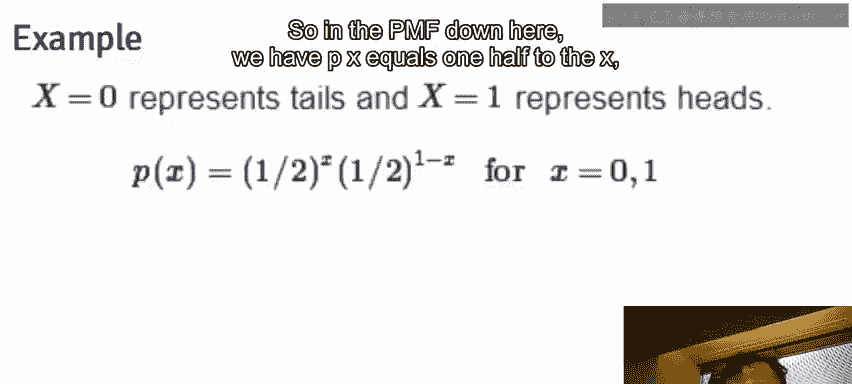 So in the PMF down here,
Example
we have p x equals one half to the x,
X = 0 represents tails and X = 1 represents heads.
p(x) = (1/2)^x (1/2)^{1−x} for x = 0, 1